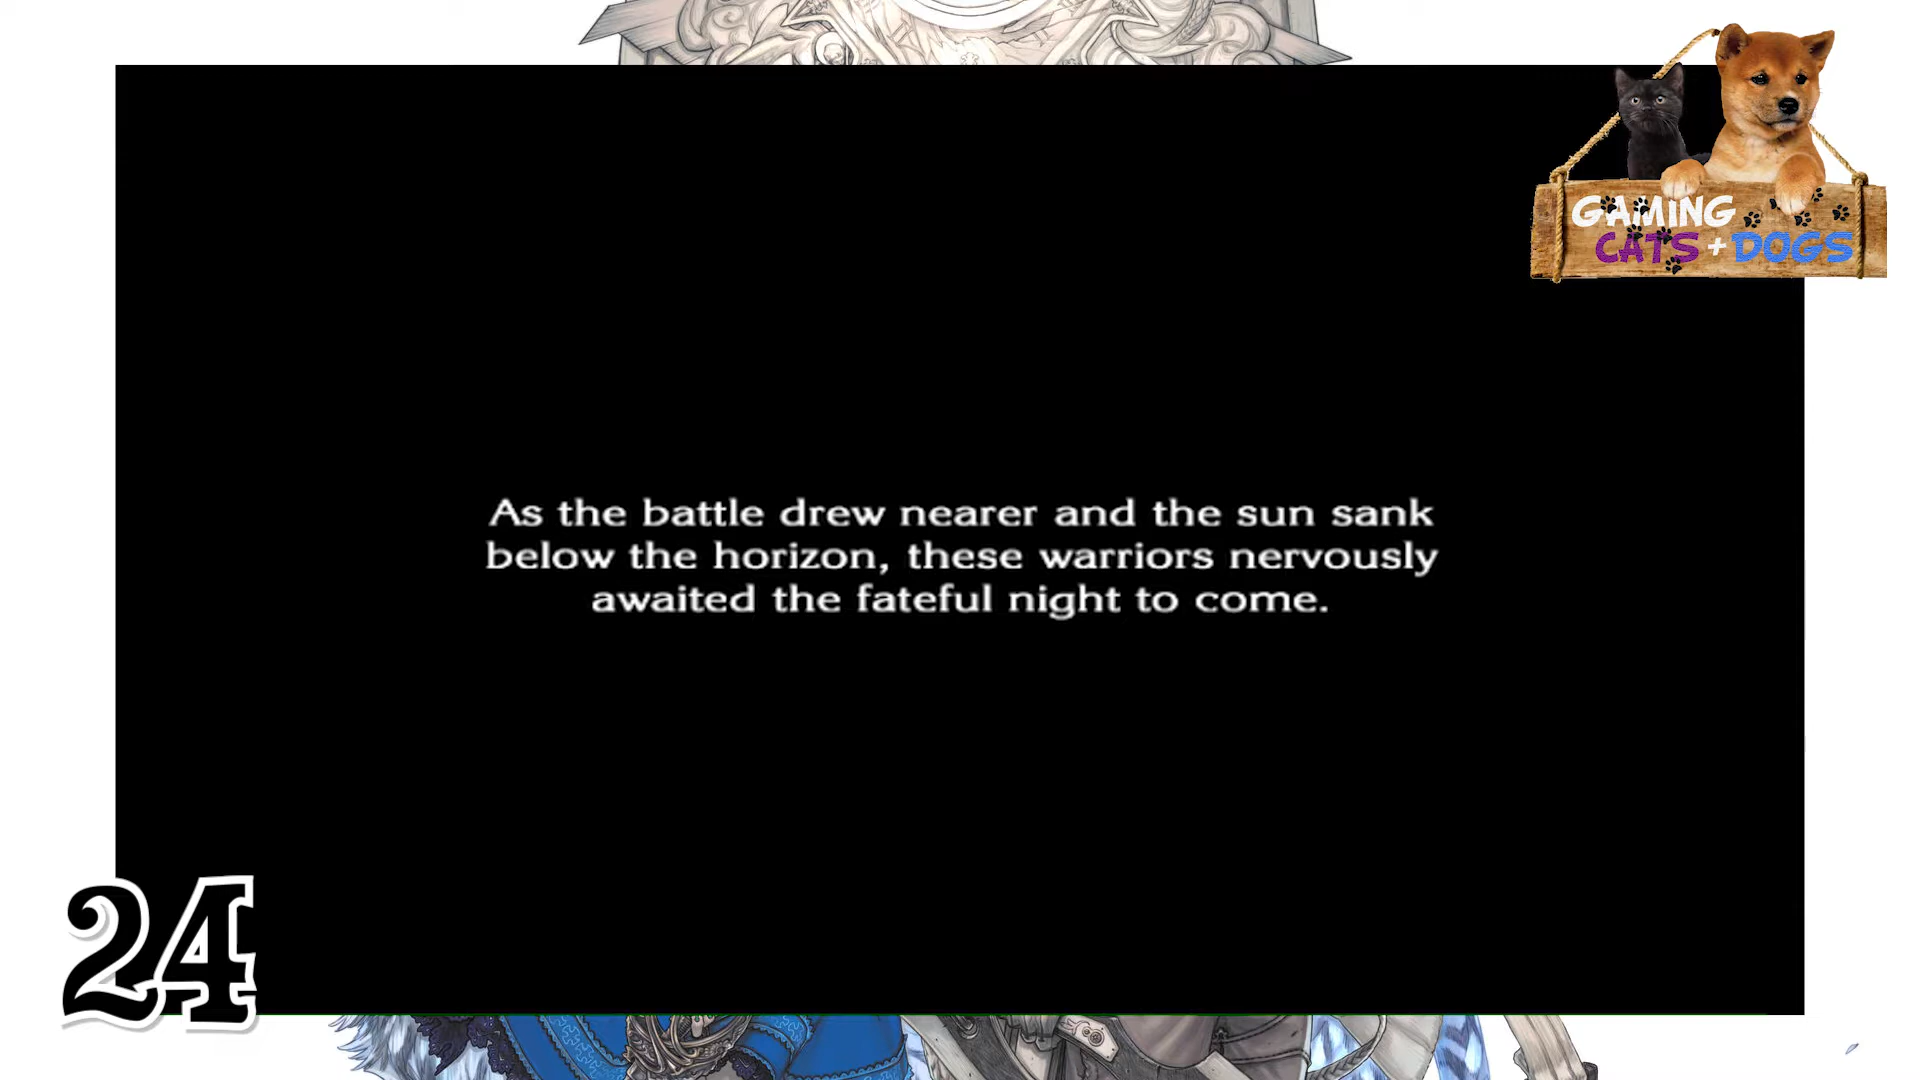 GAMING
CATS + DOGS
As the battle drew nearer and the sun sank
below the horizon, these warriors nervously
awaited the fateful night to come.
24